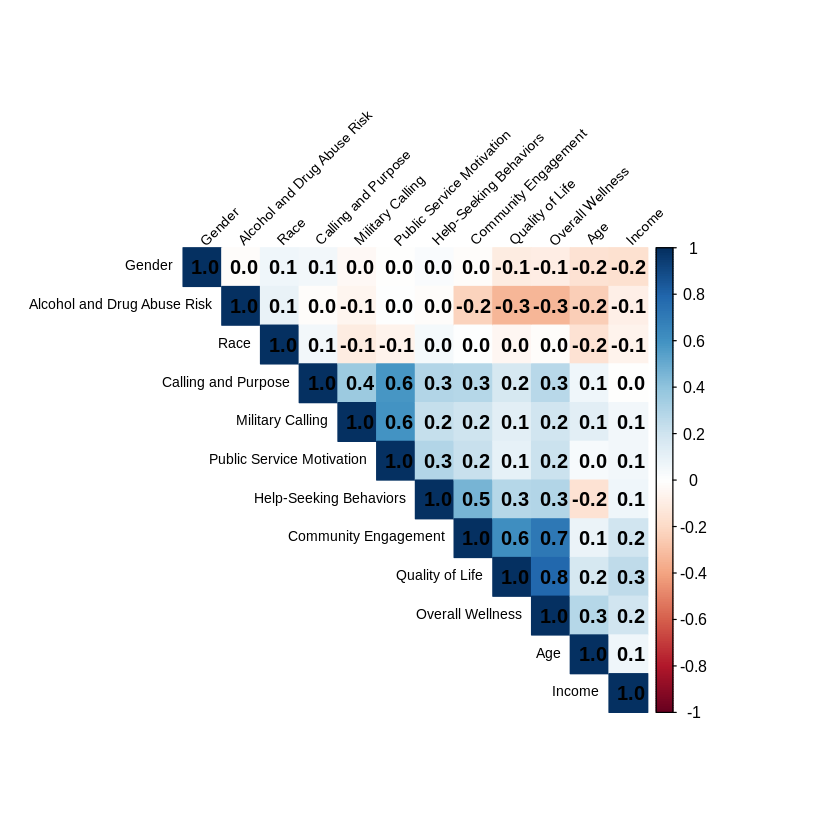 Gender
Alcohol and Drug Abuse Risk
Race
Calling and Purpose
Military Calling
Public Service Motivation
Help-Seeking Behaviors
Community Engagement
Quality of Life
Overall Wellness
Age
Income
Gender 1.0 0.0 0.1 0.1 0.0 0.0 0.0 0.0 -0.1 -0.1 -0.2 -0.2
Alcohol and Drug Abuse Risk 1.0 0.1 0.0 -0.1 0.0 0.0 -0.2 -0.3 -0.3 -0.2 -0.1
Race 1.0 0.1 -0.1 -0.1 0.0 0.0 0.0 0.0 -0.2 -0.1
Calling and Purpose 1.0 0.4 0.6 0.3 0.3 0.2 0.3 0.1 0.0
Military Calling 1.0 0.6 0.2 0.2 0.1 0.2 0.1 0.1
Public Service Motivation 1.0 0.3 0.2 0.1 0.2 0.0 0.1
Help-Seeking Behaviors 1.0 0.5 0.3 0.3 -0.2 0.1
Community Engagement 1.0 0.6 0.7 0.1 0.2
Quality of Life 1.0 0.8 0.2 0.3
Overall Wellness 1.0 0.3 0.2
Age 1.0 0.1
Income 1.0
1
0.8
0.6
0.4
0.2
0
-0.2
-0.4
-0.6
-0.8
-1